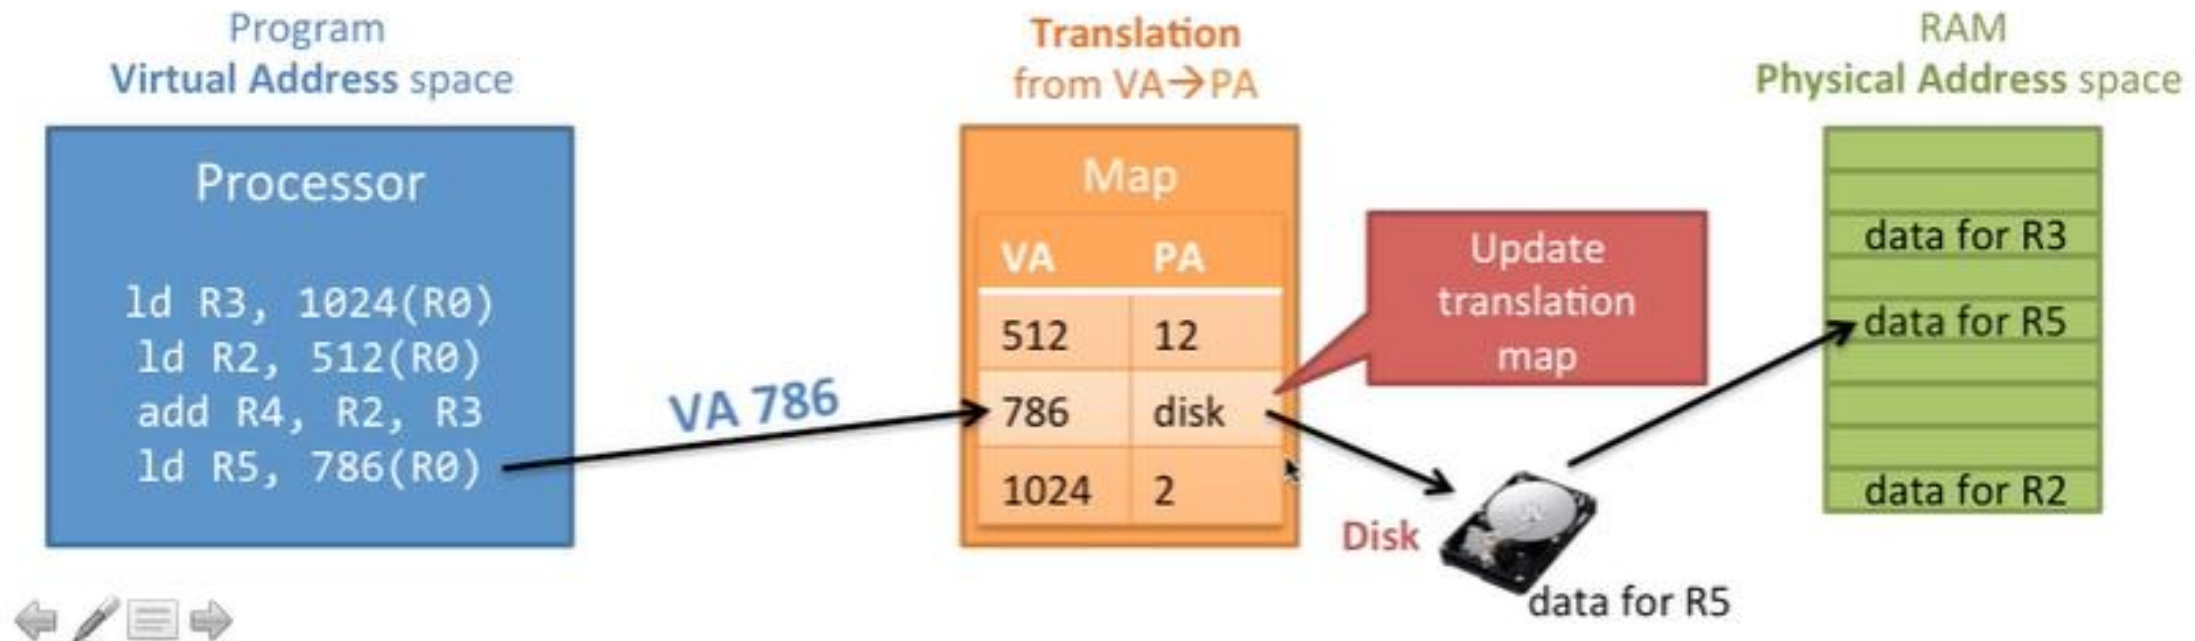 Program
Virtual Address space
Processor
ld R3, 1024(R0)
ld R2, 512(R0)
add R4, R2, R3
ld R5, 786(R0)
VA 786
Translation
from VA→PA
Map
VA PA
512 12
786 disk
1024 2
Update
translation
map
Disk
data for R5
RAM
Physical Address space
data for R3
data for R5
data for R2